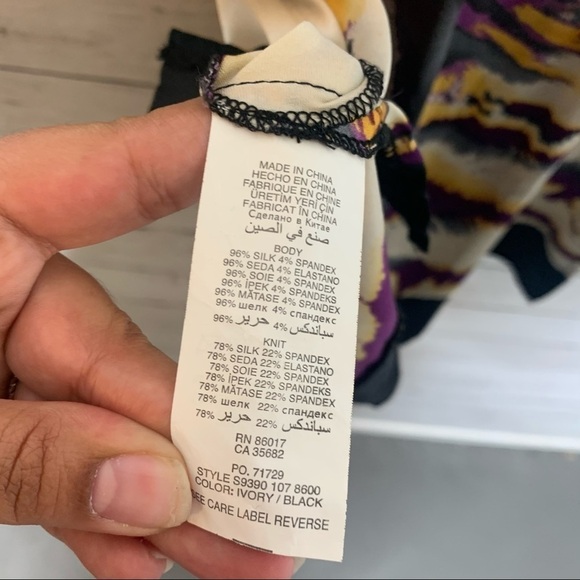 MADE IN CHINA
HECHO EN CHINA
FABRIQUE EN CHINE
ÜRETİM YERİ ÇİN
FABRICAT ÎN CHINA
Сделано в Китае
صنع في الصين
BODY
96% SILK 4% SPANDEX
96% SEDA 4% ELASTANO
96% SOIE 4% SPANDEX
96% İPEK 4% SPANDEKS
96% MĂTASE 4% SPANDEX
96% шелк 4% спандекс
96% حرير 4% سباندكس
KNIT
78% SILK 22% SPANDEX
78% SEDA 22% ELASTANO
78% SOIE 22% SPANDEX
78% İPEK 22% SPANDEKS
78% MĂTASE 22% SPANDEX
78% шелк 22% спандекс
78% حرير 22% سباندكس
RN 86017
CA 35682
PO. 71729
STYLE S9390 107 8600
COLOR: IVORY / BLACK
SEE CARE LABEL REVERSE